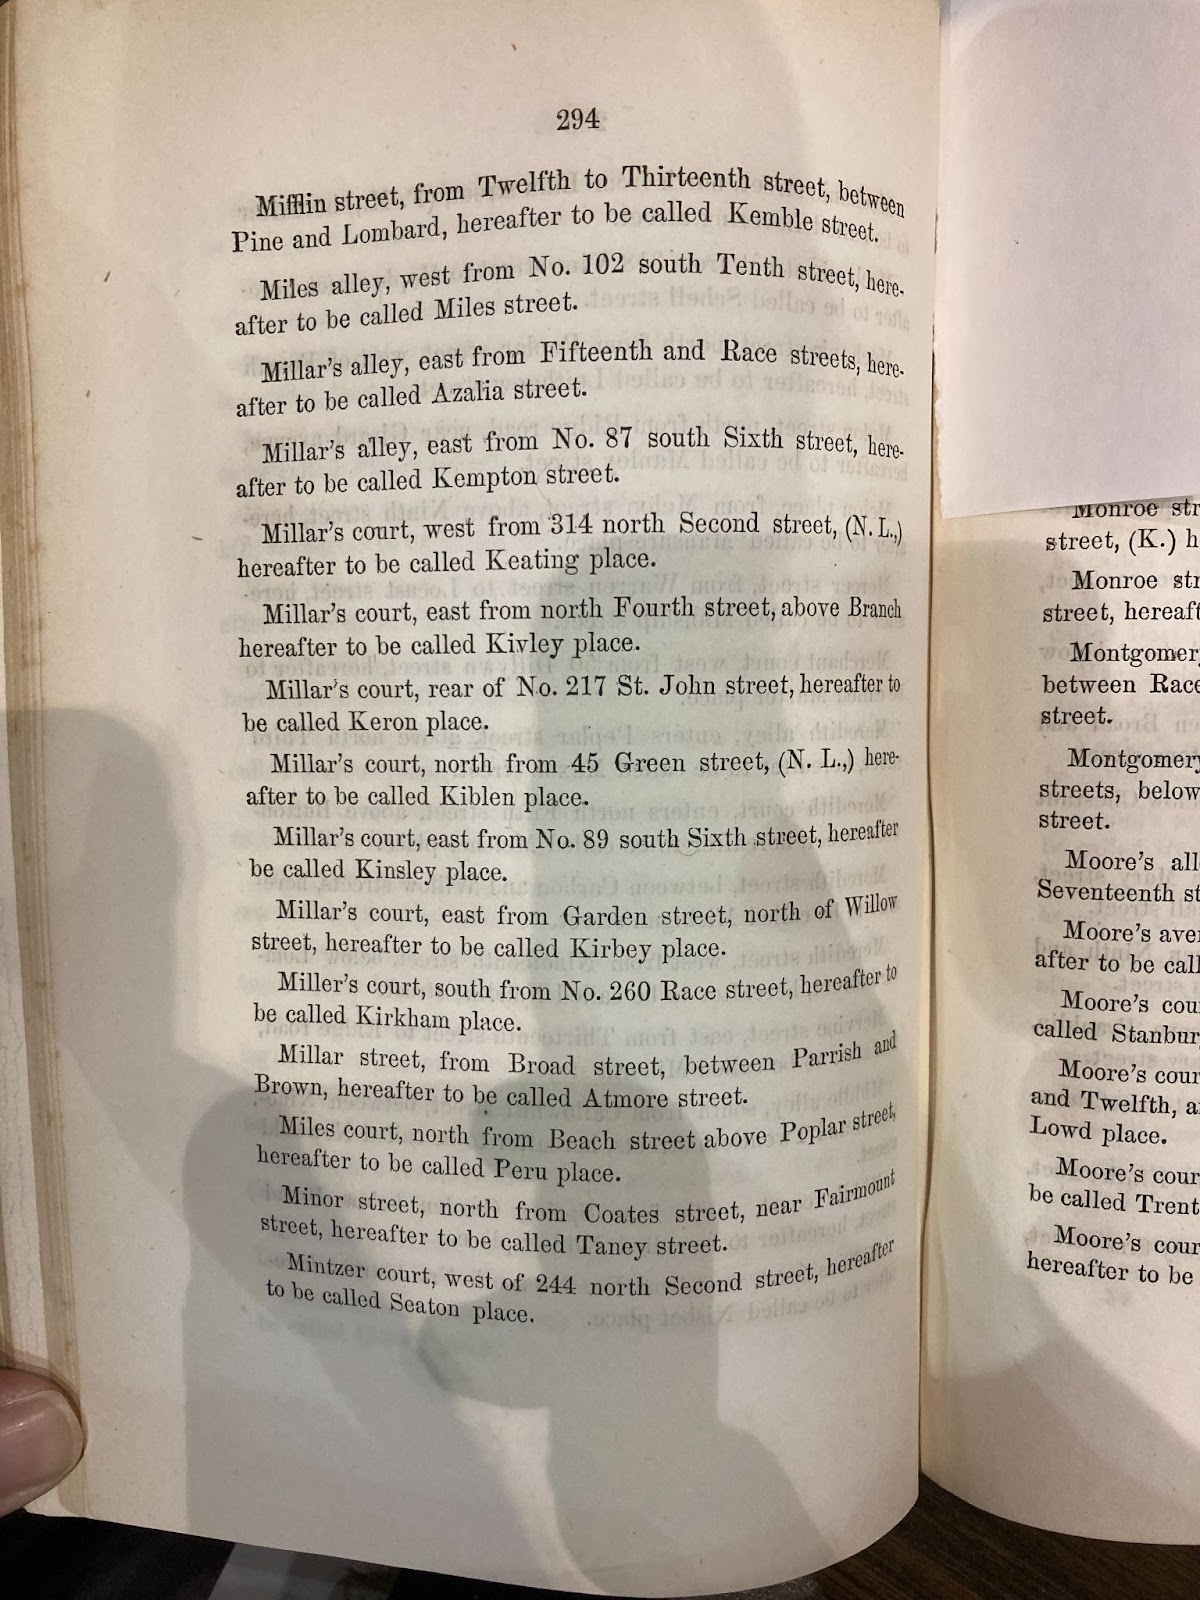 294
Mifflin street, from Twelfth to Thirteenth street, between
Pine and Lombard, hereafter to be called Kemble street.
Miles alley, west from No. 102 south Tenth street, here-
after to be called Miles street.
Millar's alley, east from Fifteenth and Race streets, here-
after to be called Azalia street.
Millar's alley, east from No. 87 south Sixth street, here-
after to be called Kempton street.
Millar's court, west from 314 north Second street, (N. L.,)
hereafter to be called Keating place.
Millar's court, east from north Fourth street, above Branch
hereafter to be called Kivley place.
Millar's court, rear of No. 217 St. John street, hereafter to
be called Keron place.
Millar's court, north from 45 Green street, (N. L.,) here-
after to be called Kiblen place.
Millar's court, east from No. 89 south Sixth street, hereafter
be called Kinsley place.
Millar's court, east from Garden street, north of Willow
street, hereafter to be called Kirbey place.
Miller's court, south from No. 260 Race street, hereafter to
be called Kirkham place.
Millar street, from Broad street, between Parrish and
Brown, hereafter to be called Atmore street.
Miles court, north from Beach street above Poplar street,
hereafter to be called Peru place.
Minor street, north from Coates street, near Fairmount
street, hereafter to be called Taney street.
Mintzer court, west of 244 north Second street, hereafter
to be called Seaton place.
Monroe str
street, (K.) h
Monroe str
street, hereaft
Montgomery
between Race
street.
Montgomery
streets, below
street.
Moore's all
Seventeenth st
Moore's ave
after to be call
Moore's cou
called Stanbur
Moore's cour
and Twelfth, a
Lowd place.
Moore's cour
be called Trent
Moore's cour
hereafter to be